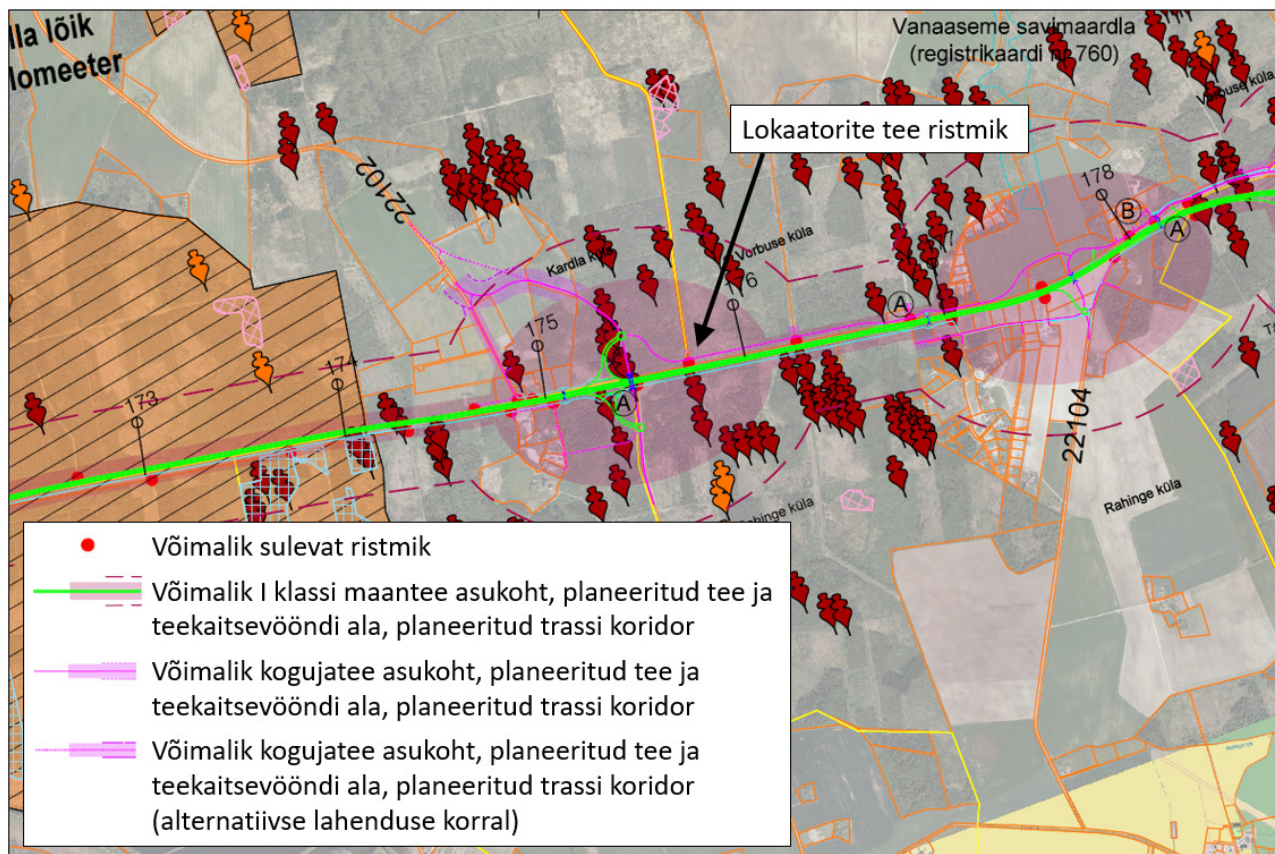 lla lõik
lomeeter
Vanaaseme savimaardla
(registrikaardi nr 760)
Vorbuse küla
Lokaatorite tee ristmik
22102
178
B
A
Kardla küla
Vorbuse küla
176
A
175
174
A
173
22104
Rahinge küla
Rahinge küla
Võimalik sulevat ristmik
Võimalik I klassi maantee asukoht, planeeritud tee ja
teekaitsevööndi ala, planeeritud trassi koridor
Võimalik kogujatee asukoht, planeeritud tee ja
teekaitsevööndi ala, planeeritud trassi koridor
Võimalik kogujatee asukoht, planeeritud tee ja
teekaitsevööndi ala, planeeritud trassi koridor
(alternatiivse lahenduse korral)